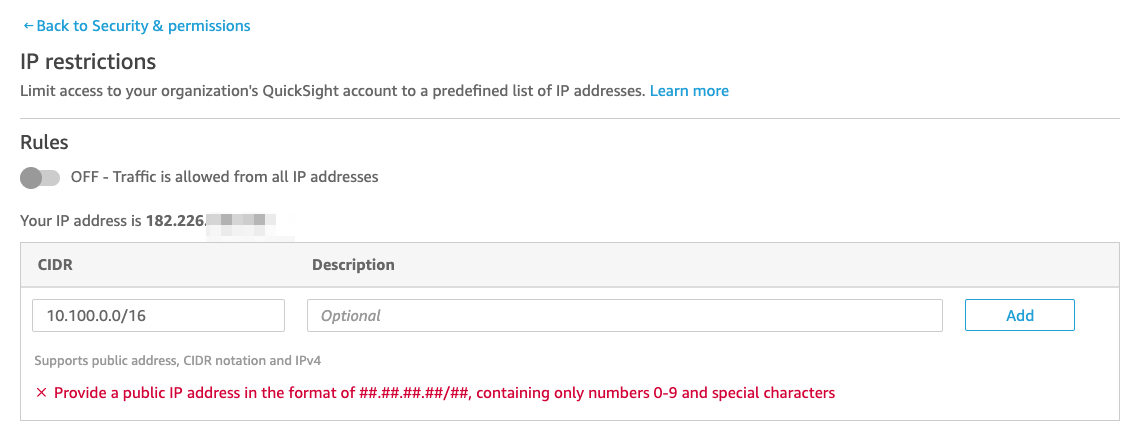 ←Back to Security & permissions
IP restrictions
Limit access to your organization's QuickSight account to a predefined list of IP addresses. Learn more
Rules
OFF - Traffic is allowed from all IP addresses
Your IP address is 182.226.
CIDR Description
10.100.0.0/16 Optional Add
Supports public address, CIDR notation and IPv4
× Provide a public IP address in the format of ##.##.##.##/##, containing only numbers 0-9 and special characters